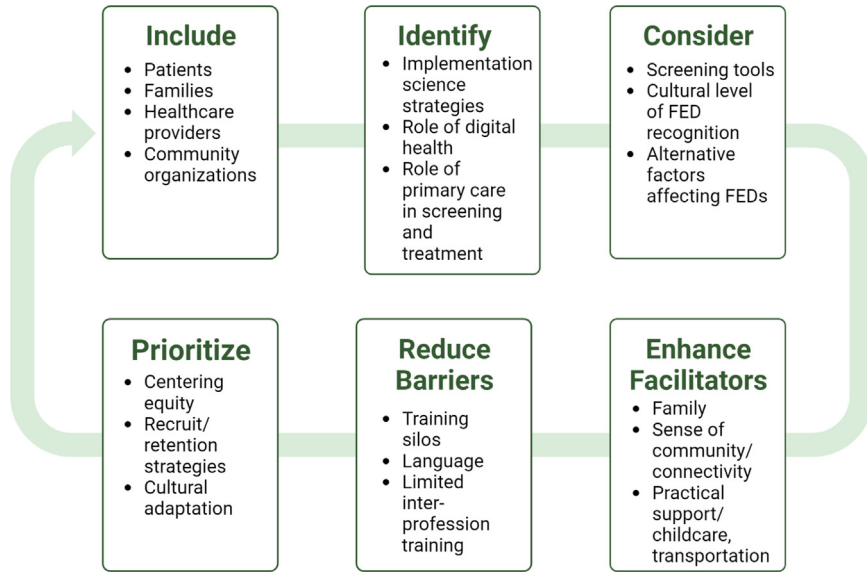 Include
• Patients
• Families
• Healthcare
providers
• Community
organizations
Identify
• Implementation
science
strategies
• Role of digital
health
• Role of
primary care
in screening
and
treatment
Consider
• Screening tools
• Cultural level
of FED
recognition
• Alternative
factors
affecting FEDs
Prioritize
• Centering
equity
• Recruit/
retention
strategies
• Cultural
adaptation
Reduce
Barriers
• Training
silos
• Language
• Limited
inter-
profession
training
Enhance
Facilitators
• Family
• Sense of
community/
connectivity
• Practical
support/
childcare,
transportation